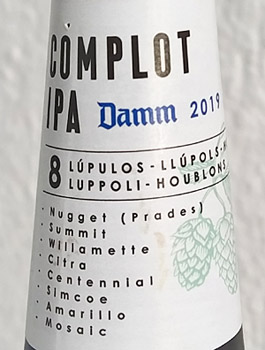 COMPLOT
IPA Damm 2019
8 LÚPULOS - LLÚPOLS -
LUPPOLI - HOUBLONS
· Nugget (Prades)
· Summit
· Willamette
· Citra
· Centennial
· Simcoe
· Amarillo
· Mosaic